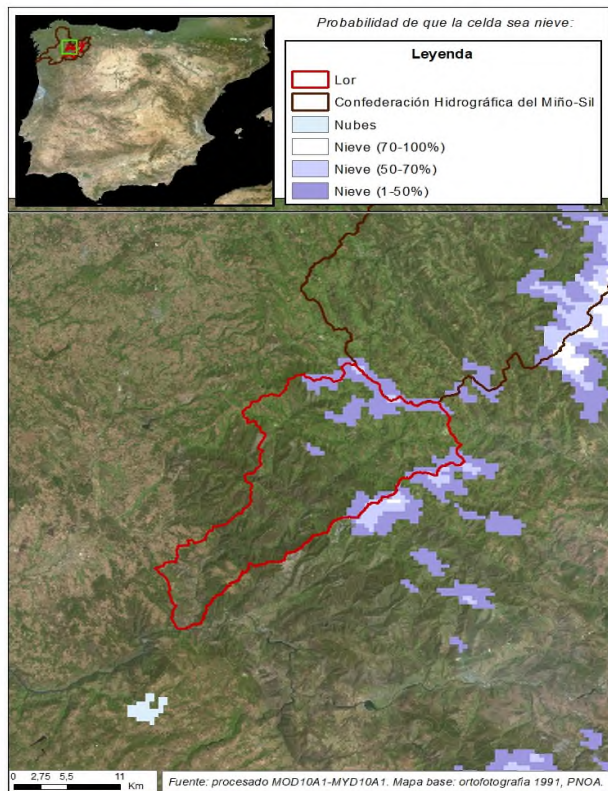 Probabilidad de que la celda sea nieve:
Leyenda
Lor
Confederación Hidrográfica del Miño-Sil
Nubes
Nieve (70-100%)
Nieve (50-70%)
Nieve (1-50%)
0 2,75 5,5 11
Km
Fuente: procesado MOD10A1-MYD10A1. Mapa base: ortofotografía 1991, PNOA.